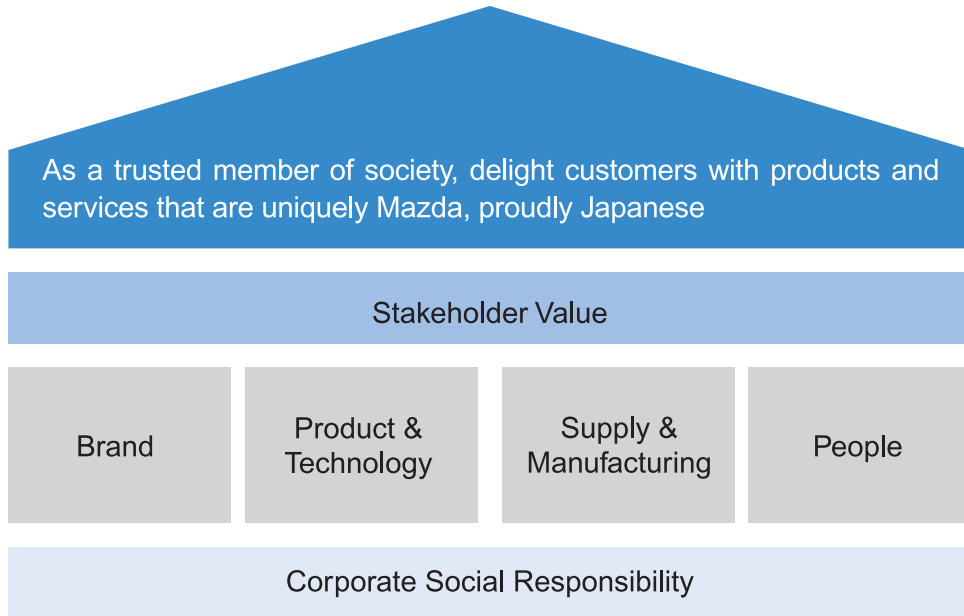 As a trusted member of society, delight customers with products and
services that are uniquely Mazda, proudly Japanese
Stakeholder Value
Brand
Product &
Technology
Supply &
Manufacturing
People
Corporate Social Responsibility